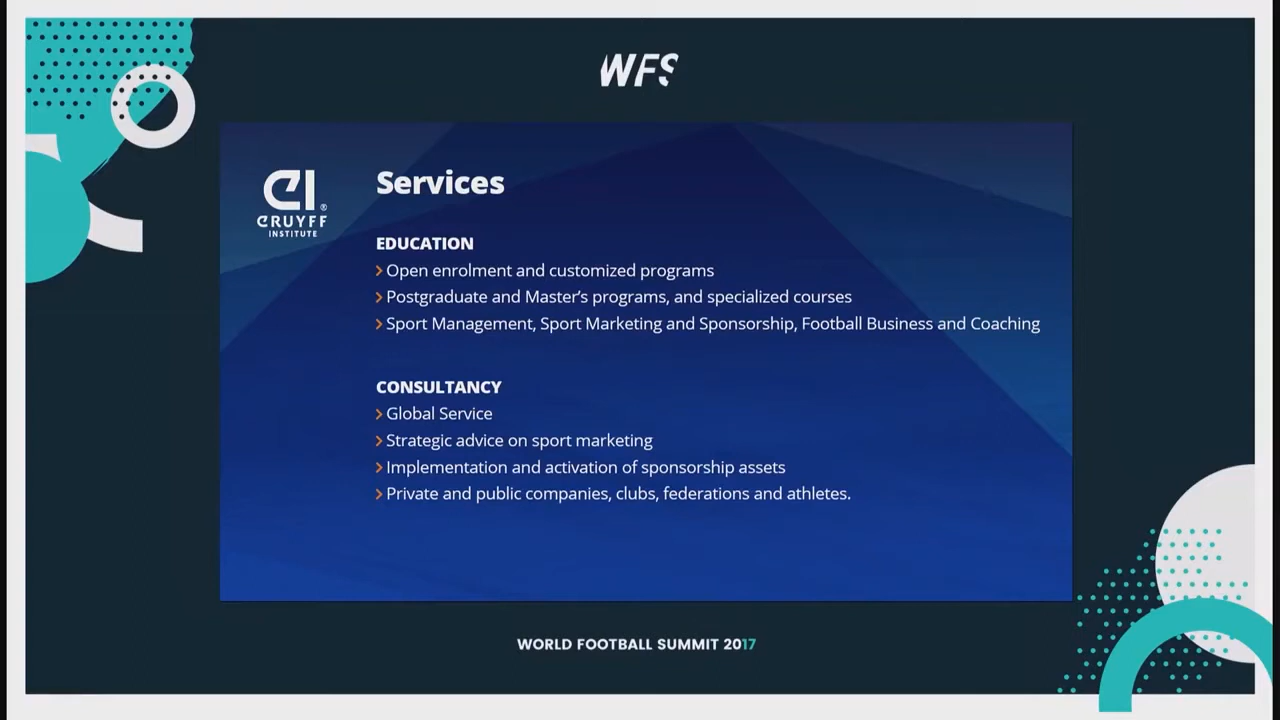 WFS
CI®
CRUYFF
INSTITUTE
Services
EDUCATION
Open enrolment and customized programs
Postgraduate and Master’s programs, and specialized courses
Sport Management, Sport Marketing and Sponsorship, Football Business and Coaching
CONSULTANCY
Global Service
Strategic advice on sport marketing
Implementation and activation of sponsorship assets
Private and public companies, clubs, federations and athletes.
WORLD FOOTBALL SUMMIT 2017